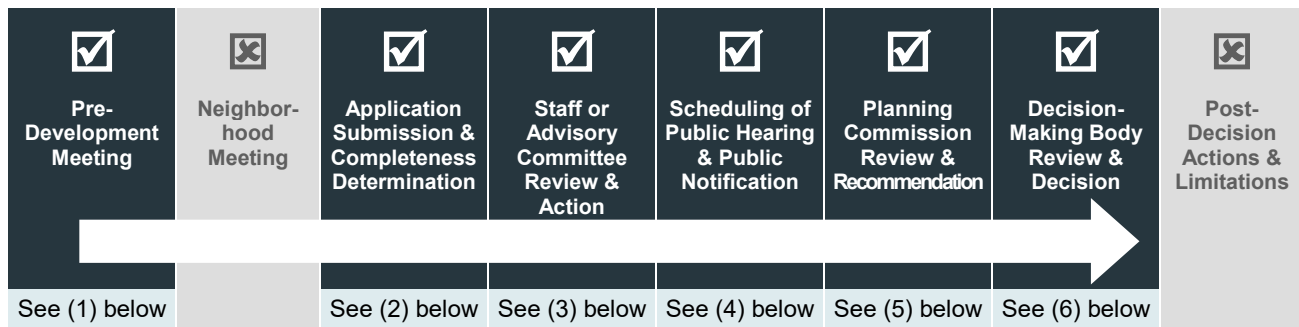 Pre-
Development
Meeting
Neighbor-
hood
Meeting
Application
Submission &
Completeness
Determination
Staff or
Advisory
Committee
Review &
Action
Scheduling of
Public Hearing
& Public
Notification
Planning
Commission
Review &
Recommendation
Decision-
Making Body
Review &
Decision
Post-
Decision
Actions &
Limitations
See (1) below
See (2) below
See (3) below
See (4) below
See (5) below
See (6) below